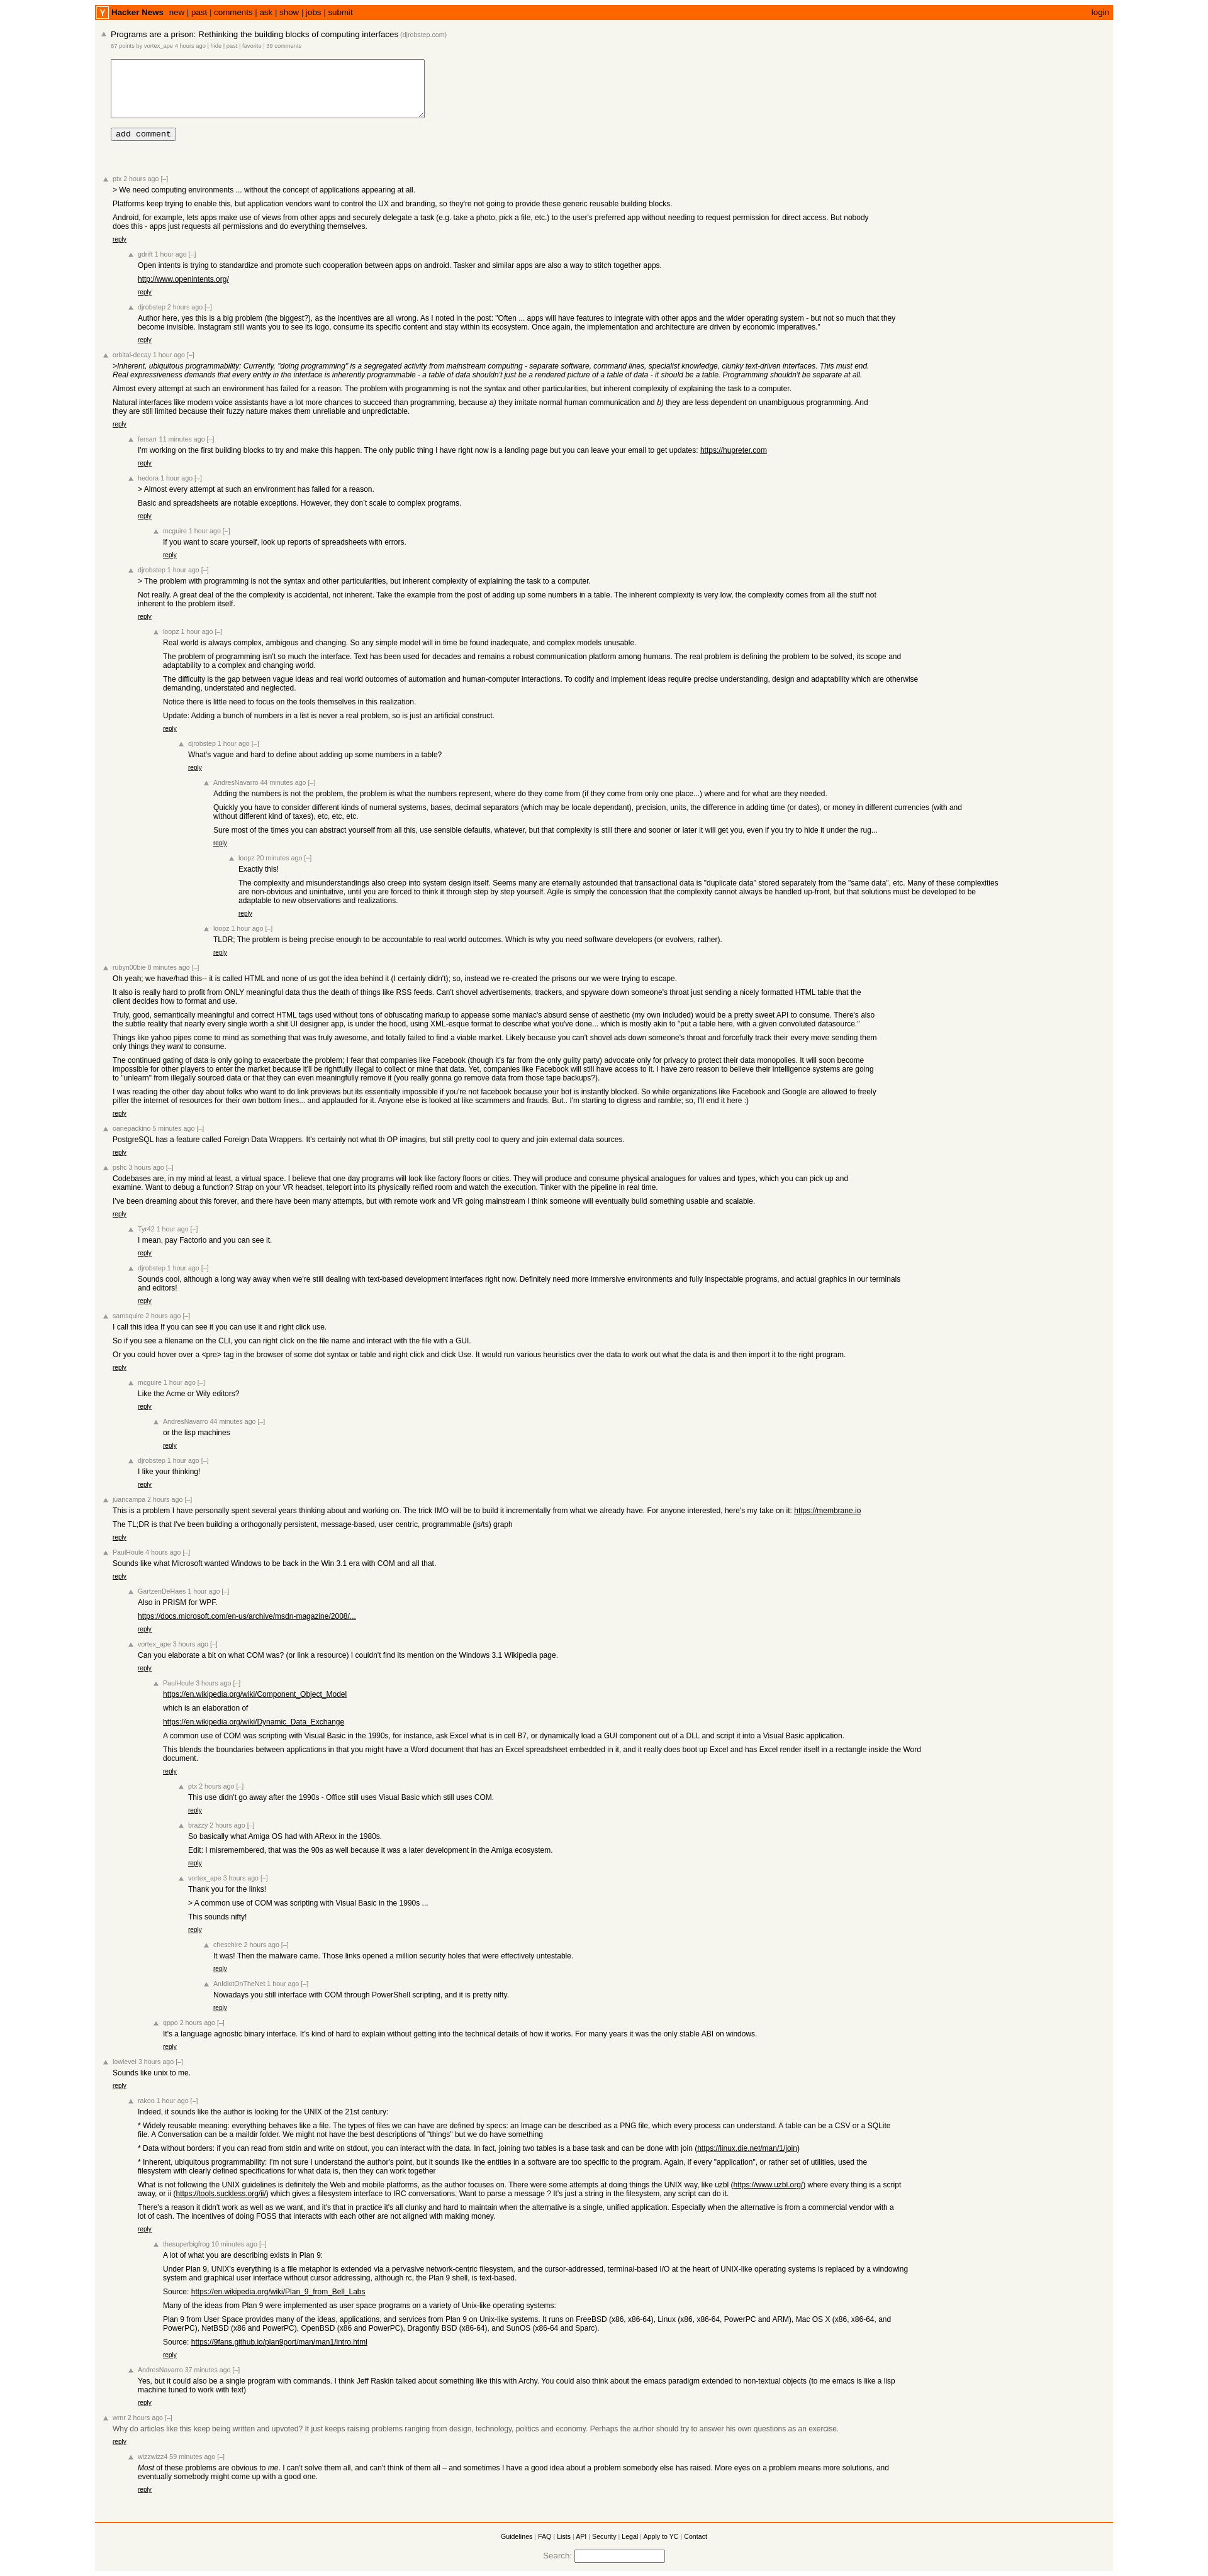 Y Hacker News new | past | comments | ask | show | jobs | submit login
Programs are a prison: Rethinking the building blocks of computing interfaces (djrobstep.com)
67 points by vortex_ape 4 hours ago | hide | past | favorite | 39 comments
add comment
ptx 2 hours ago [–]
> We need computing environments ... without the concept of applications appearing at all.
Platforms keep trying to enable this, but application vendors want to control the UX and branding, so they're not going to provide these generic reusable building blocks.
Android, for example, lets apps make use of views from other apps and securely delegate a task (e.g. take a photo, pick a file, etc.) to the user's preferred app without needing to request permission for direct access. But nobody
does this - apps just requests all permissions and do everything themselves.
reply
gdrift 1 hour ago [–]
Open intents is trying to standardize and promote such cooperation between apps on android. Tasker and similar apps are also a way to stitch together apps.
http://www.openintents.org/
reply
djrobstep 2 hours ago [–]
Author here, yes this is a big problem (the biggest?), as the incentives are all wrong. As I noted in the post: "Often ... apps will have features to integrate with other apps and the wider operating system - but not so much that they
become invisible. Instagram still wants you to see its logo, consume its specific content and stay within its ecosystem. Once again, the implementation and architecture are driven by economic imperatives."
reply
orbital-decay 1 hour ago [–]
>Inherent, ubiquitous programmability: Currently, "doing programming" is a segregated activity from mainstream computing - separate software, command lines, specialist knowledge, clunky text-driven interfaces. This must end.
Real expressiveness demands that every entity in the interface is inherently programmable - a table of data shouldn't just be a rendered picture of a table of data - it should be a table. Programming shouldn't be separate at all.
Almost every attempt at such an environment has failed for a reason. The problem with programming is not the syntax and other particularities, but inherent complexity of explaining the task to a computer.
Natural interfaces like modern voice assistants have a lot more chances to succeed than programming, because a) they imitate normal human communication and b) they are less dependent on unambiguous programming. And
they are still limited because their fuzzy nature makes them unreliable and unpredictable.
reply
fersarr 11 minutes ago [–]
I'm working on the first building blocks to try and make this happen. The only public thing I have right now is a landing page but you can leave your email to get updates: https://hupreter.com
reply
hedora 1 hour ago [–]
> Almost every attempt at such an environment has failed for a reason.
Basic and spreadsheets are notable exceptions. However, they don't scale to complex programs.
reply
mcguire 1 hour ago [–]
If you want to scare yourself, look up reports of spreadsheets with errors.
reply
djrobstep 1 hour ago [–]
> The problem with programming is not the syntax and other particularities, but inherent complexity of explaining the task to a computer.
Not really. A great deal of the the complexity is accidental, not inherent. Take the example from the post of adding up some numbers in a table. The inherent complexity is very low, the complexity comes from all the stuff not
inherent to the problem itself.
reply
loopz 1 hour ago [–]
Real world is always complex, ambigous and changing. So any simple model will in time be found inadequate, and complex models unusable.
The problem of programming isn't so much the interface. Text has been used for decades and remains a robust communication platform among humans. The real problem is defining the problem to be solved, its scope and
adaptability to a complex and changing world.
The difficulty is the gap between vague ideas and real world outcomes of automation and human-computer interactions. To codify and implement ideas require precise understanding, design and adaptability which are otherwise
demanding, understated and neglected.
Notice there is little need to focus on the tools themselves in this realization.
Update: Adding a bunch of numbers in a list is never a real problem, so is just an artificial construct.
reply
djrobstep 1 hour ago [–]
What's vague and hard to define about adding up some numbers in a table?
reply
AndresNavarro 44 minutes ago [–]
Adding the numbers is not the problem, the problem is what the numbers represent, where do they come from (if they come from only one place...) where and for what are they needed.
Quickly you have to consider different kinds of numeral systems, bases, decimal separators (which may be locale dependant), precision, units, the difference in adding time (or dates), or money in different currencies (with and
without different kind of taxes), etc, etc, etc.
Sure most of the times you can abstract yourself from all this, use sensible defaults, whatever, but that complexity is still there and sooner or later it will get you, even if you try to hide it under the rug...
reply
loopz 20 minutes ago [–]
Exactly this!
The complexity and misunderstandings also creep into system design itself. Seems many are eternally astounded that transactional data is "duplicate data" stored separately from the "same data", etc. Many of these complexities
are non-obvious and unintuitive, until you are forced to think it through step by step yourself. Agile is simply the concession that the complexity cannot always be handled up-front, but that solutions must be developed to be
adaptable to new observations and realizations.
reply
loopz 1 hour ago [–]
TLDR; The problem is being precise enough to be accountable to real world outcomes. Which is why you need software developers (or evolvers, rather).
reply
rubyn00bie 8 minutes ago [–]
Oh yeah; we have/had this-- it is called HTML and none of us got the idea behind it (I certainly didn't); so, instead we re-created the prisons our we were trying to escape.
It also is really hard to profit from ONLY meaningful data thus the death of things like RSS feeds. Can't shovel advertisements, trackers, and spyware down someone's throat just sending a nicely formatted HTML table that the
client decides how to format and use.
Truly, good, semantically meaningful and correct HTML tags used without tons of obfuscating markup to appease some maniac's absurd sense of aesthetic (my own included) would be a pretty sweet API to consume. There's also
the subtle reality that nearly every single worth a shit UI designer app, is under the hood, using XML-esque format to describe what you've done... which is mostly akin to "put a table here, with a given convoluted datasource."
Things like yahoo pipes come to mind as something that was truly awesome, and totally failed to find a viable market. Likely because you can't shovel ads down someone's throat and forcefully track their every move sending them
only things they want to consume.
The continued gating of data is only going to exacerbate the problem; I fear that companies like Facebook (though it's far from the only guilty party) advocate only for privacy to protect their data monopolies. It will soon become
impossible for other players to enter the market because it'll be rightfully illegal to collect or mine that data. Yet, companies like Facebook will still have access to it. I have zero reason to believe their intelligence systems are going
to "unlearn" from illegally sourced data or that they can even meaningfully remove it (you really gonna go remove data from those tape backups?).
I was reading the other day about folks who want to do link previews but its essentially impossible if you're not facebook because your bot is instantly blocked. So while organizations like Facebook and Google are allowed to freely
pilfer the internet of resources for their own bottom lines... and applauded for it. Anyone else is looked at like scammers and frauds. But.. I'm starting to digress and ramble; so, I'll end it here :)
reply
oanepackino 5 minutes ago [–]
PostgreSQL has a feature called Foreign Data Wrappers. It's certainly not what th OP imagins, but still pretty cool to query and join external data sources.
reply
pshc 3 hours ago [–]
Codebases are, in my mind at least, a virtual space. I believe that one day programs will look like factory floors or cities. They will produce and consume physical analogues for values and types, which you can pick up and
examine. Want to debug a function? Strap on your VR headset, teleport into its physically reified room and watch the execution. Tinker with the pipeline in real time.
I've been dreaming about this forever, and there have been many attempts, but with remote work and VR going mainstream I think someone will eventually build something usable and scalable.
reply
Tyr42 1 hour ago [–]
I mean, pay Factorio and you can see it.
reply
djrobstep 1 hour ago [–]
Sounds cool, although a long way away when we're still dealing with text-based development interfaces right now. Definitely need more immersive environments and fully inspectable programs, and actual graphics in our terminals
and editors!
reply
samsquire 2 hours ago [–]
I call this idea If you can see it you can use it and right click use.
So if you see a filename on the CLI, you can right click on the file name and interact with the file with a GUI.
Or you could hover over a <pre> tag in the browser of some dot syntax or table and right click and click Use. It would run various heuristics over the data to work out what the data is and then import it to the right program.
reply
mcguire 1 hour ago [–]
Like the Acme or Wily editors?
reply
AndresNavarro 44 minutes ago [–]
or the lisp machines
reply
djrobstep 1 hour ago [–]
I like your thinking!
reply
juancampa 2 hours ago [–]
This is a problem I have personally spent several years thinking about and working on. The trick IMO will be to build it incrementally from what we already have. For anyone interested, here's my take on it: https://membrane.io
The TL;DR is that I've been building a orthogonally persistent, message-based, user centric, programmable (js/ts) graph
reply
PaulHoule 4 hours ago [–]
Sounds like what Microsoft wanted Windows to be back in the Win 3.1 era with COM and all that.
reply
GartzenDeHaes 1 hour ago [–]
Also in PRISM for WPF.
https://docs.microsoft.com/en-us/archive/msdn-magazine/2008/...
reply
vortex_ape 3 hours ago [–]
Can you elaborate a bit on what COM was? (or link a resource) I couldn't find its mention on the Windows 3.1 Wikipedia page.
reply
PaulHoule 3 hours ago [–]
https://en.wikipedia.org/wiki/Component_Object_Model
which is an elaboration of
https://en.wikipedia.org/wiki/Dynamic_Data_Exchange
A common use of COM was scripting with Visual Basic in the 1990s, for instance, ask Excel what is in cell B7, or dynamically load a GUI component out of a DLL and script it into a Visual Basic application.
This blends the boundaries between applications in that you might have a Word document that has an Excel spreadsheet embedded in it, and it really does boot up Excel and has Excel render itself in a rectangle inside the Word
document.
reply
ptx 2 hours ago [–]
This use didn't go away after the 1990s - Office still uses Visual Basic which still uses COM.
reply
brazzy 2 hours ago [–]
So basically what Amiga OS had with ARexx in the 1980s.
Edit: I misremembered, that was the 90s as well because it was a later development in the Amiga ecosystem.
reply
vortex_ape 3 hours ago [–]
Thank you for the links!
> A common use of COM was scripting with Visual Basic in the 1990s ...
This sounds nifty!
reply
cheschire 2 hours ago [–]
It was! Then the malware came. Those links opened a million security holes that were effectively untestable.
reply
AnIdiotOnTheNet 1 hour ago [–]
Nowadays you still interface with COM through PowerShell scripting, and it is pretty nifty.
reply
qppo 2 hours ago [–]
It's a language agnostic binary interface. It's kind of hard to explain without getting into the technical details of how it works. For many years it was the only stable ABI on windows.
reply
lowlevel 3 hours ago [–]
Sounds like unix to me.
reply
rakoo 1 hour ago [–]
Indeed, it sounds like the author is looking for the UNIX of the 21st century:
* Widely reusable meaning: everything behaves like a file. The types of files we can have are defined by specs: an Image can be described as a PNG file, which every process can understand. A table can be a CSV or a SQLite
file. A Conversation can be a maildir folder. We might not have the best descriptions of "things" but we do have something
* Data without borders: if you can read from stdin and write on stdout, you can interact with the data. In fact, joining two tables is a base task and can be done with join (https://linux.die.net/man/1/join)
* Inherent, ubiquitous programmability: I'm not sure I understand the author's point, but it sounds like the entities in a software are too specific to the program. Again, if every "application", or rather set of utilities, used the
filesystem with clearly defined specifications for what data is, then they can work together
What is not following the UNIX guidelines is definitely the Web and mobile platforms, as the author focuses on. There were some attempts at doing things the UNIX way, like uzbl (https://www.uzbl.org/) where every thing is a script
away, or ii (https://tools.suckless.org/ii/) which gives a filesystem interface to IRC conversations. Want to parse a message ? It's just a string in the filesystem, any script can do it.
There's a reason it didn't work as well as we want, and it's that in practice it's all clunky and hard to maintain when the alternative is a single, unified application. Especially when the alternative is from a commercial vendor with a
lot of cash. The incentives of doing FOSS that interacts with each other are not aligned with making money.
reply
thesuperbigfrog 10 minutes ago [–]
A lot of what you are describing exists in Plan 9:
Under Plan 9, UNIX's everything is a file metaphor is extended via a pervasive network-centric filesystem, and the cursor-addressed, terminal-based I/O at the heart of UNIX-like operating systems is replaced by a windowing
system and graphical user interface without cursor addressing, although rc, the Plan 9 shell, is text-based.
Source: https://en.wikipedia.org/wiki/Plan_9_from_Bell_Labs
Many of the ideas from Plan 9 were implemented as user space programs on a variety of Unix-like operating systems:
Plan 9 from User Space provides many of the ideas, applications, and services from Plan 9 on Unix-like systems. It runs on FreeBSD (x86, x86-64), Linux (x86, x86-64, PowerPC and ARM), Mac OS X (x86, x86-64, and
PowerPC), NetBSD (x86 and PowerPC), OpenBSD (x86 and PowerPC), Dragonfly BSD (x86-64), and SunOS (x86-64 and Sparc).
Source: https://9fans.github.io/plan9port/man/man1/intro.html
reply
AndresNavarro 37 minutes ago [–]
Yes, but it could also be a single program with commands. I think Jeff Raskin talked about something like this with Archy. You could also think about the emacs paradigm extended to non-textual objects (to me emacs is like a lisp
machine tuned to work with text)
reply
wrnr 2 hours ago [–]
Why do articles like this keep being written and upvoted? It just keeps raising problems ranging from design, technology, politics and economy. Perhaps the author should try to answer his own questions as an exercise.
reply
wizzwizz4 59 minutes ago [–]
Most of these problems are obvious to me. I can't solve them all, and can't think of them all – and sometimes I have a good idea about a problem somebody else has raised. More eyes on a problem means more solutions, and
eventually somebody might come up with a good one.
reply
Guidelines | FAQ | Lists | API | Security | Legal | Apply to YC | Contact
Search: